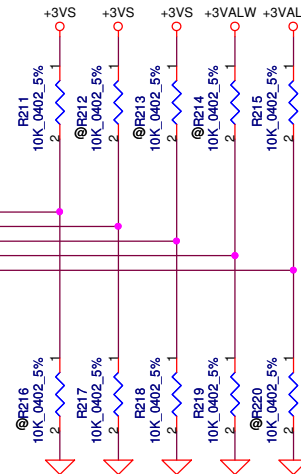 +3VS +3VS +3VS +3VALW +3VAL
1 1 1 1 1
R211
10K_0402_5%
@R212
10K_0402_5%
@R213
10K_0402_5%
@R214
10K_0402_5%
R215
10K_0402_5%
2 2 2 2 2
1 1 1 1 1
@R216
10K_0402_5%
R217
10K_0402_5%
R218
10K_0402_5%
R219
10K_0402_5%
@R220
10K_0402_5%
2 2 2 2 2